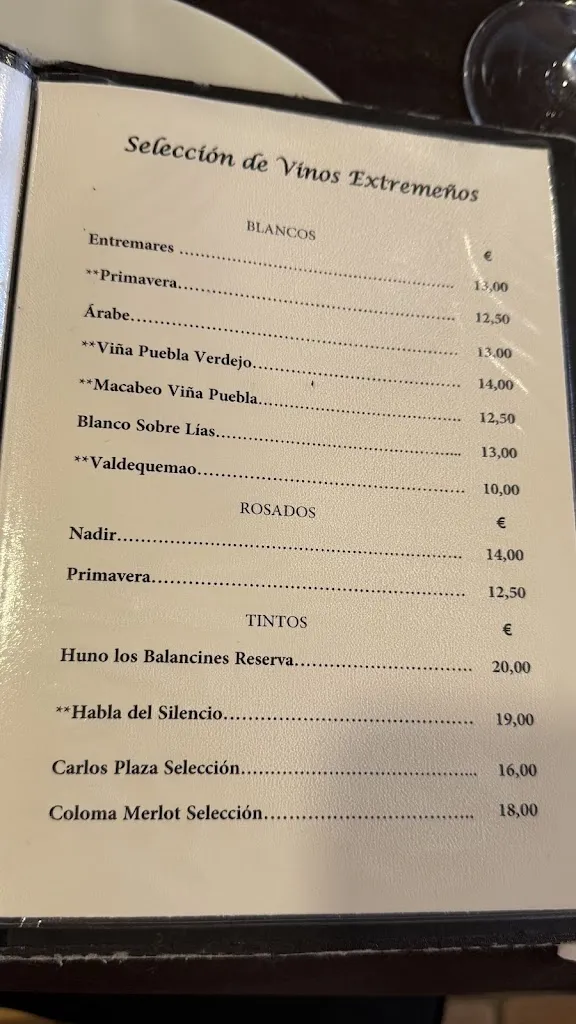 Selección de Vinos Extremeños
BLANCOS €
Entremares ........................................................ 13,00
**Primavera........................................................ 12,50
Árabe................................................................ 13.00
**Viña Puebla Verdejo.......................................... 14,00
**Macabeo Viña Puebla......................................... 12,50
Blanco Sobre Lías................................................ 13,00
**Valdequemao..................................................... 10,00
ROSADOS €
Nadir................................................................. 14,00
Primavera........................................................... 12,50
TINTOS €
Huno los Balancines Reserva................................. 20,00
**Habla del Silencio.............................................. 19,00
Carlos Plaza Selección.......................................... 16,00
Coloma Merlot Selección....................................... 18,00